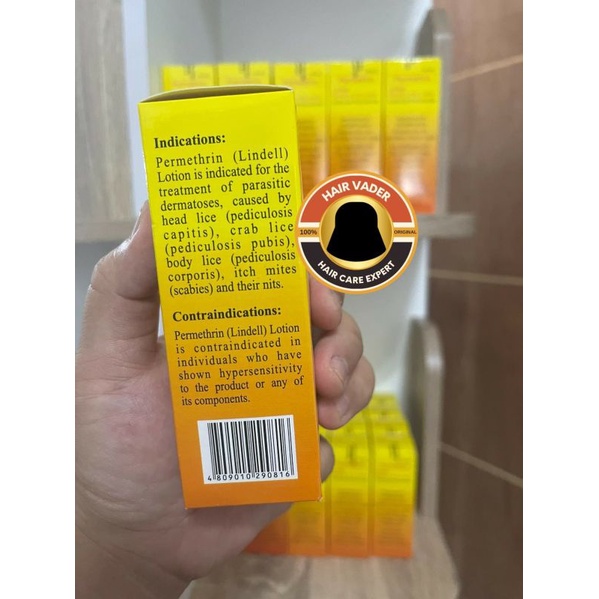 Indications:
Permethrin (Lindell)
Lotion is indicated for the
treatment of parasitic
dermatoses, caused by
head lice (pediculosis
capitis), crab lice
(pediculosis pubis),
body lice (pediculosis
corporis), itch mites
(scabies) and their nits.
Contraindications:
Permethrin (Lindell) Lotion
is contraindicated in
individuals who have
shown hypersensitivity
to the product or any of
its components.
4 809010 290816
HAIR VADER
100% ORIGINAL
HAIR CARE EXPERT